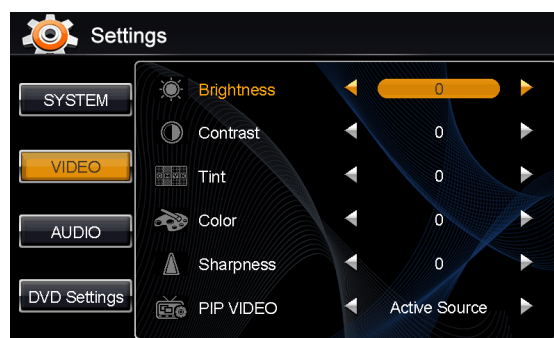 Settings
SYSTEM
VIDEO
AUDIO
DVD Settings
Brightness 0
Contrast 0
Tint 0
Color 0
Sharpness 0
PIP VIDEO Active Source